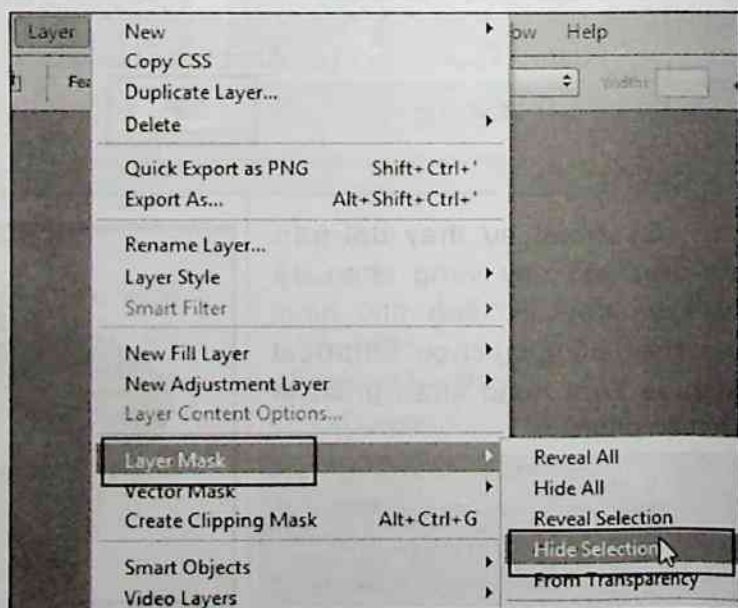 Layer
ow Help
Fea
Width:
New
Copy CSS
Duplicate Layer...
Delete
Quick Export as PNG Shift+Ctrl+'
Export As... Alt+Shift+Ctrl+'
Rename Layer...
Layer Style
Smart Filter
New Fill Layer
New Adjustment Layer
Layer Content Options...
Layer Mask
Vector Mask
Create Clipping Mask Alt+Ctrl+G
Smart Objects
Video Layers
Reveal All
Hide All
Reveal Selection
Hide Selection
From Transparency